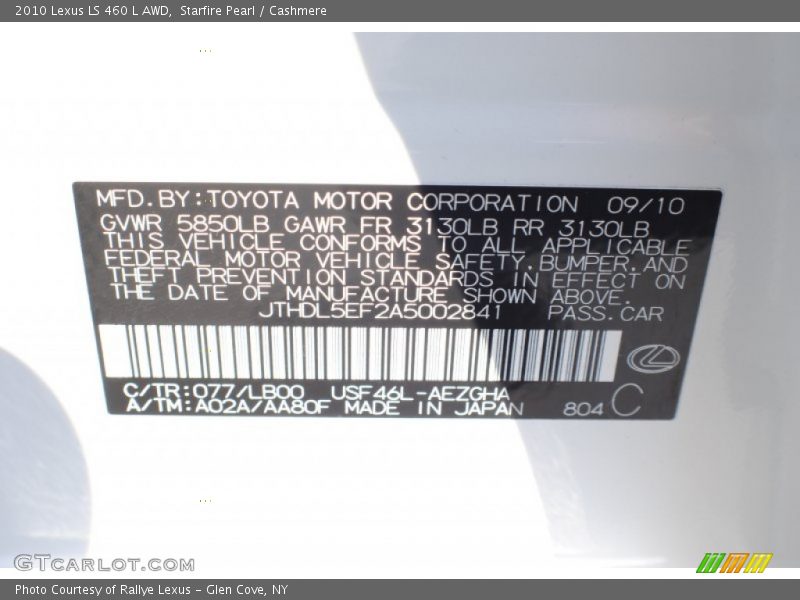 2010 Lexus LS 460 L AWD,  Starfire Pearl / Cashmere
MFD. BY: TOYOTA MOTOR CORPORATION 09/10
GVWR 5850LB GAWR FR 3130LB RR 3130LB
THIS VEHICLE CONFORMS TO ALL APPLICABLE
FEDERAL MOTOR VEHICLE SAFETY, BUMPER, AND
THEFT PREVENTION STANDARDS IN EFFECT ON
THE DATE OF MANUFACTURE SHOWN ABOVE.
JTHDL5EF2A5002841 PASS.CAR
C/TR: 077/LB00 USF46L-AEZGHA
A/TM: A02A/AA80F MADE IN JAPAN 804 C
GTCARLOT.COM
Photo Courtesy of Rallye Lexus - Glen Cove, NY